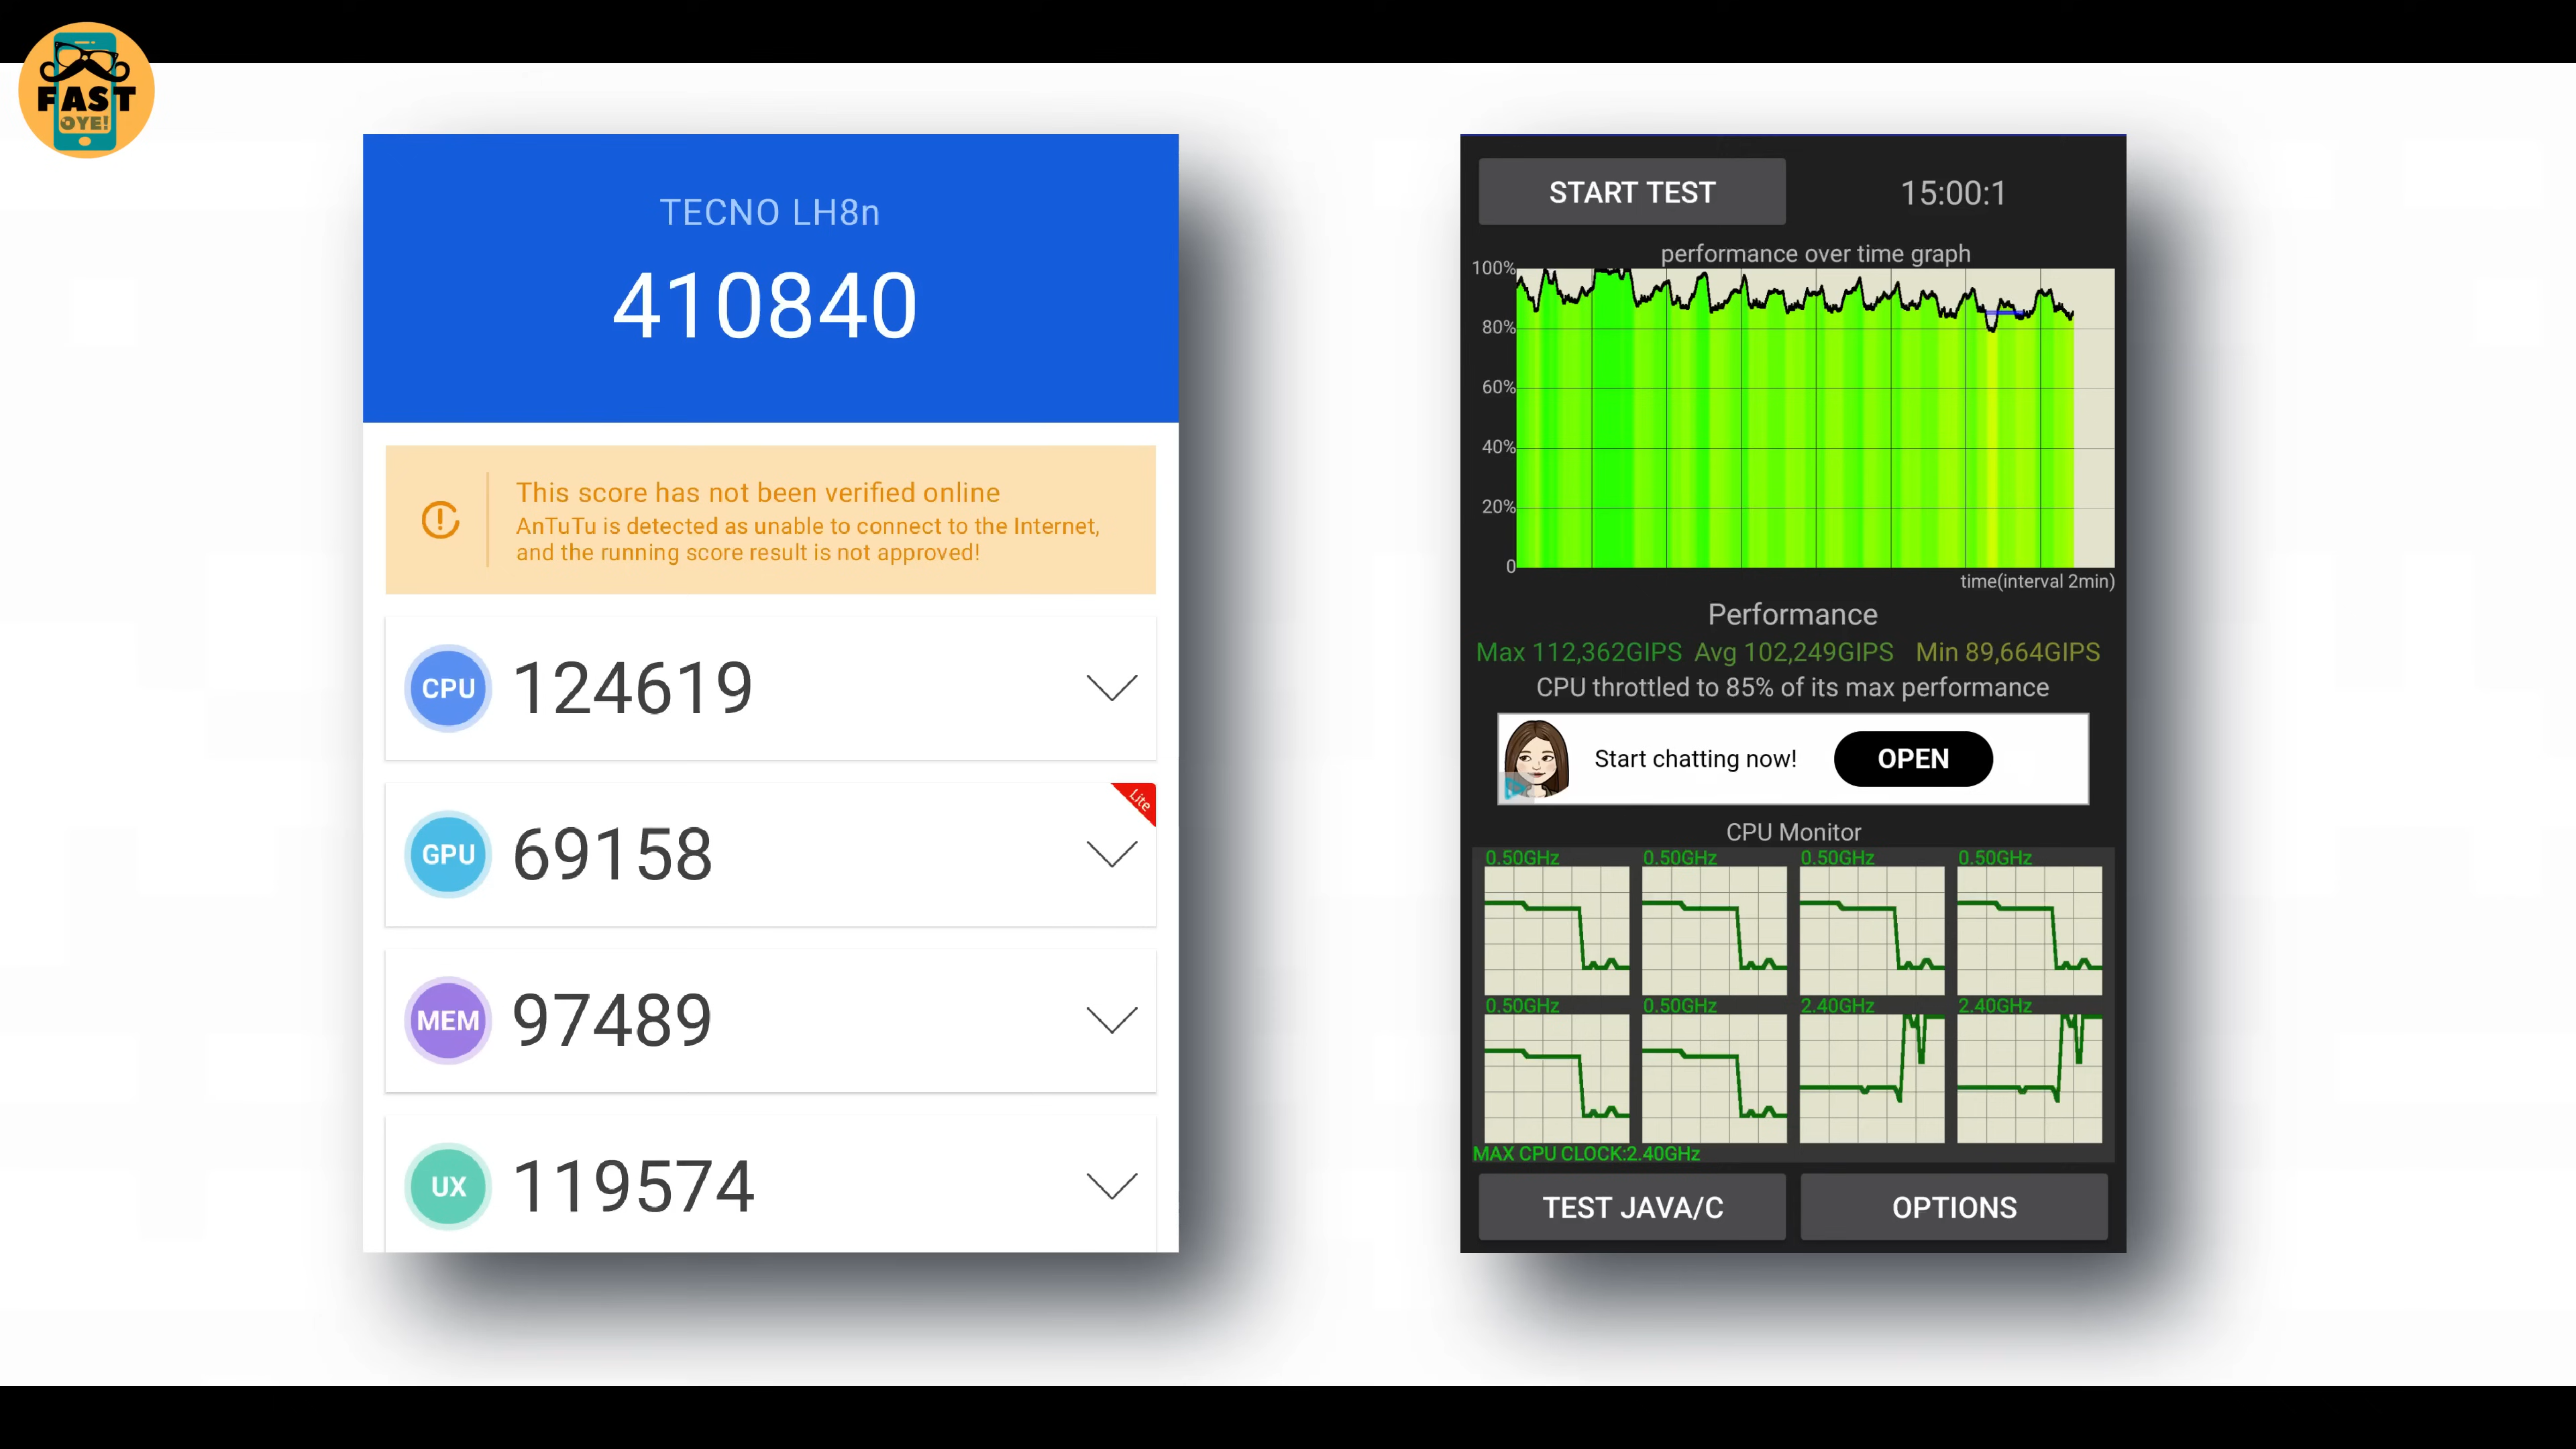 FAST
OYE!
TECNO LH8n
410840
This score has not been verified online
AnTuTu is detected as unable to connect to the Internet,
and the running score result is not approved!
CPU 124619
Lite
GPU 69158
MEM 97489
UX 119574
START TEST 15:00:1
performance over time graph
100%
80%
60%
40%
20%
0
time(interval 2min)
Performance
Max 112,362GIPS Avg 102,249GIPS Min 89,664GIPS
CPU throttled to 85% of its max performance
Start chatting now! OPEN
CPU Monitor
0.50GHz 0.50GHz 0.50GHz 0.50GHz
0.50GHz 0.50GHz 2.40GHz 2.40GHz
MAX CPU CLOCK:2.40GHz
TEST JAVA/C OPTIONS